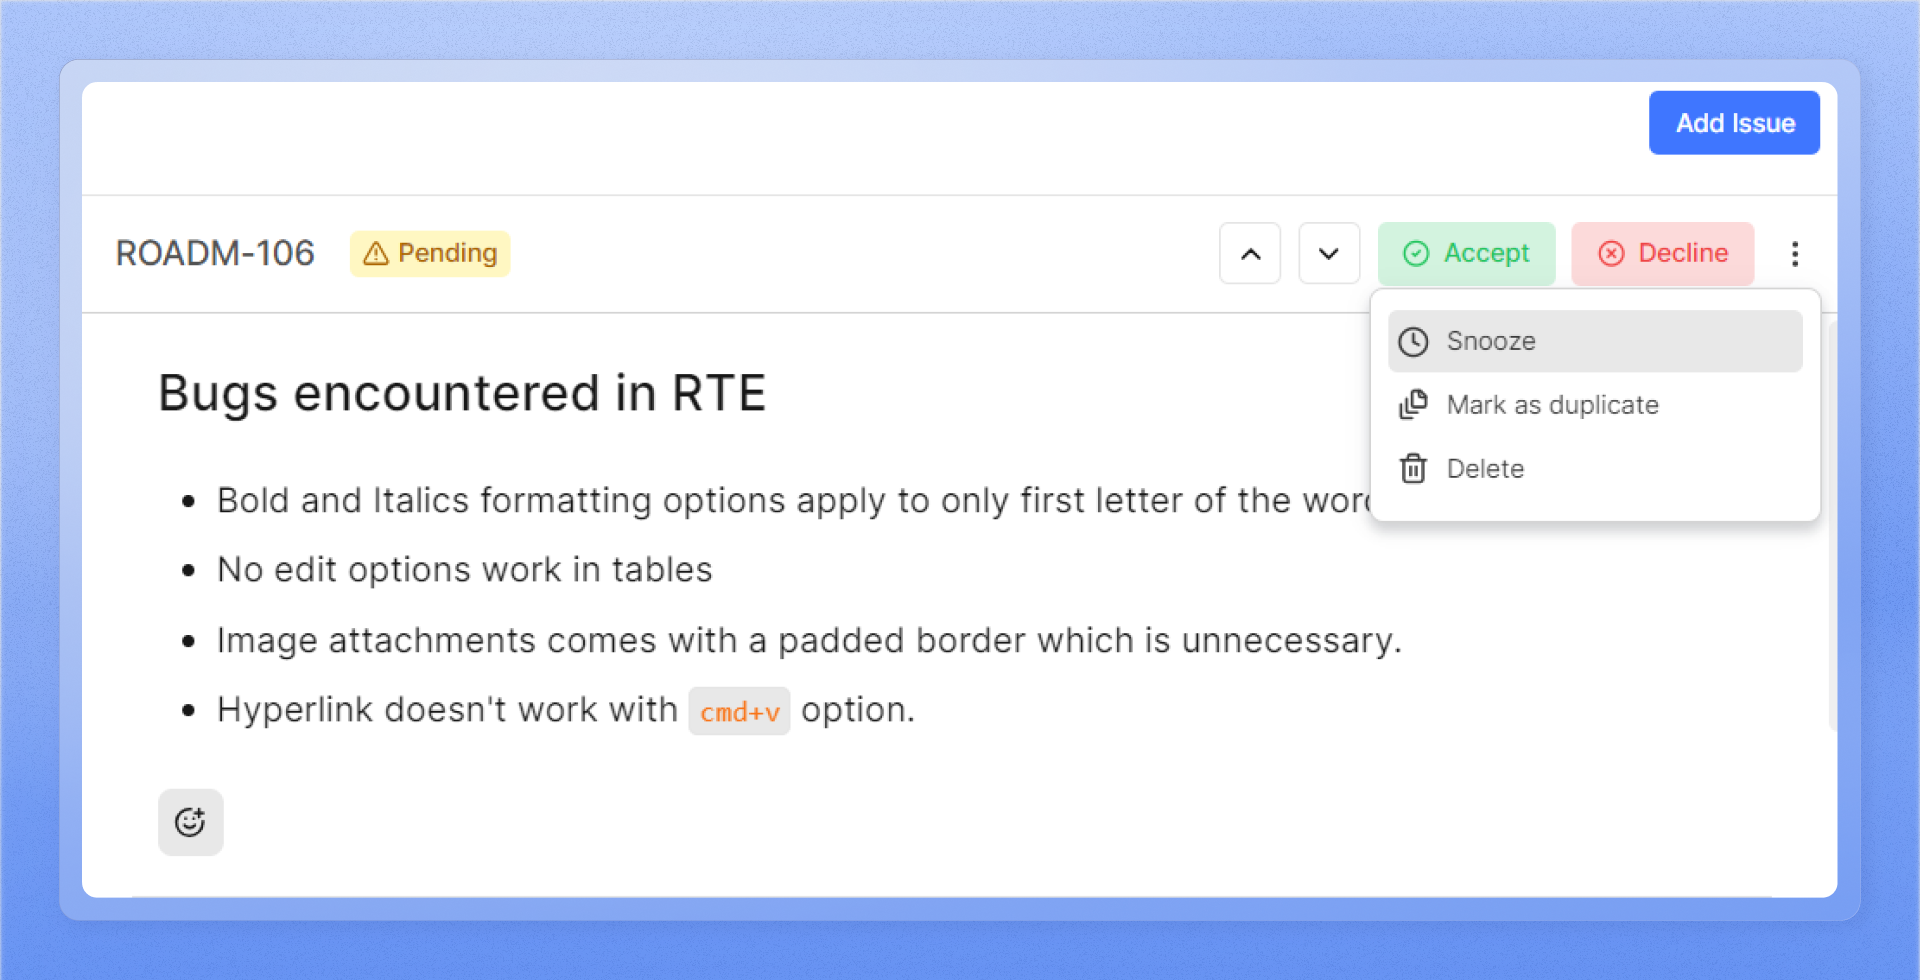 Add Issue
ROADM-106 Pending Accept Decline
Snooze
Mark as duplicate
Delete
Bugs encountered in RTE
Bold and Italics formatting options apply to only first letter of the
No edit options work in tables
Image attachments comes with a padded border which is unnecessary.
Hyperlink doesn't work with cmd+v option.